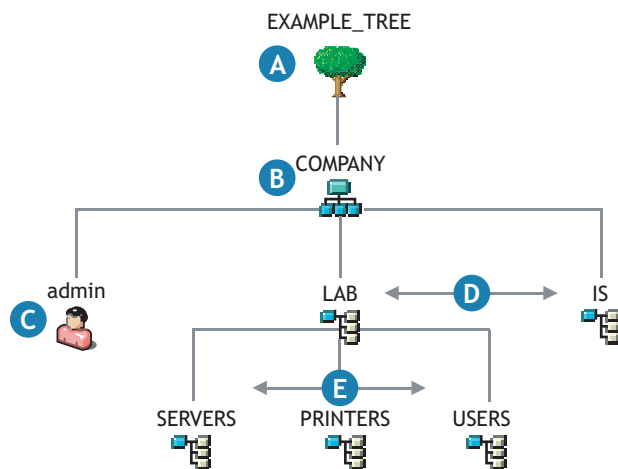 EXAMPLE_TREE
A
COMPANY
B
admin
LAB
D
IS
C
E
SERVERS
PRINTERS
USERS